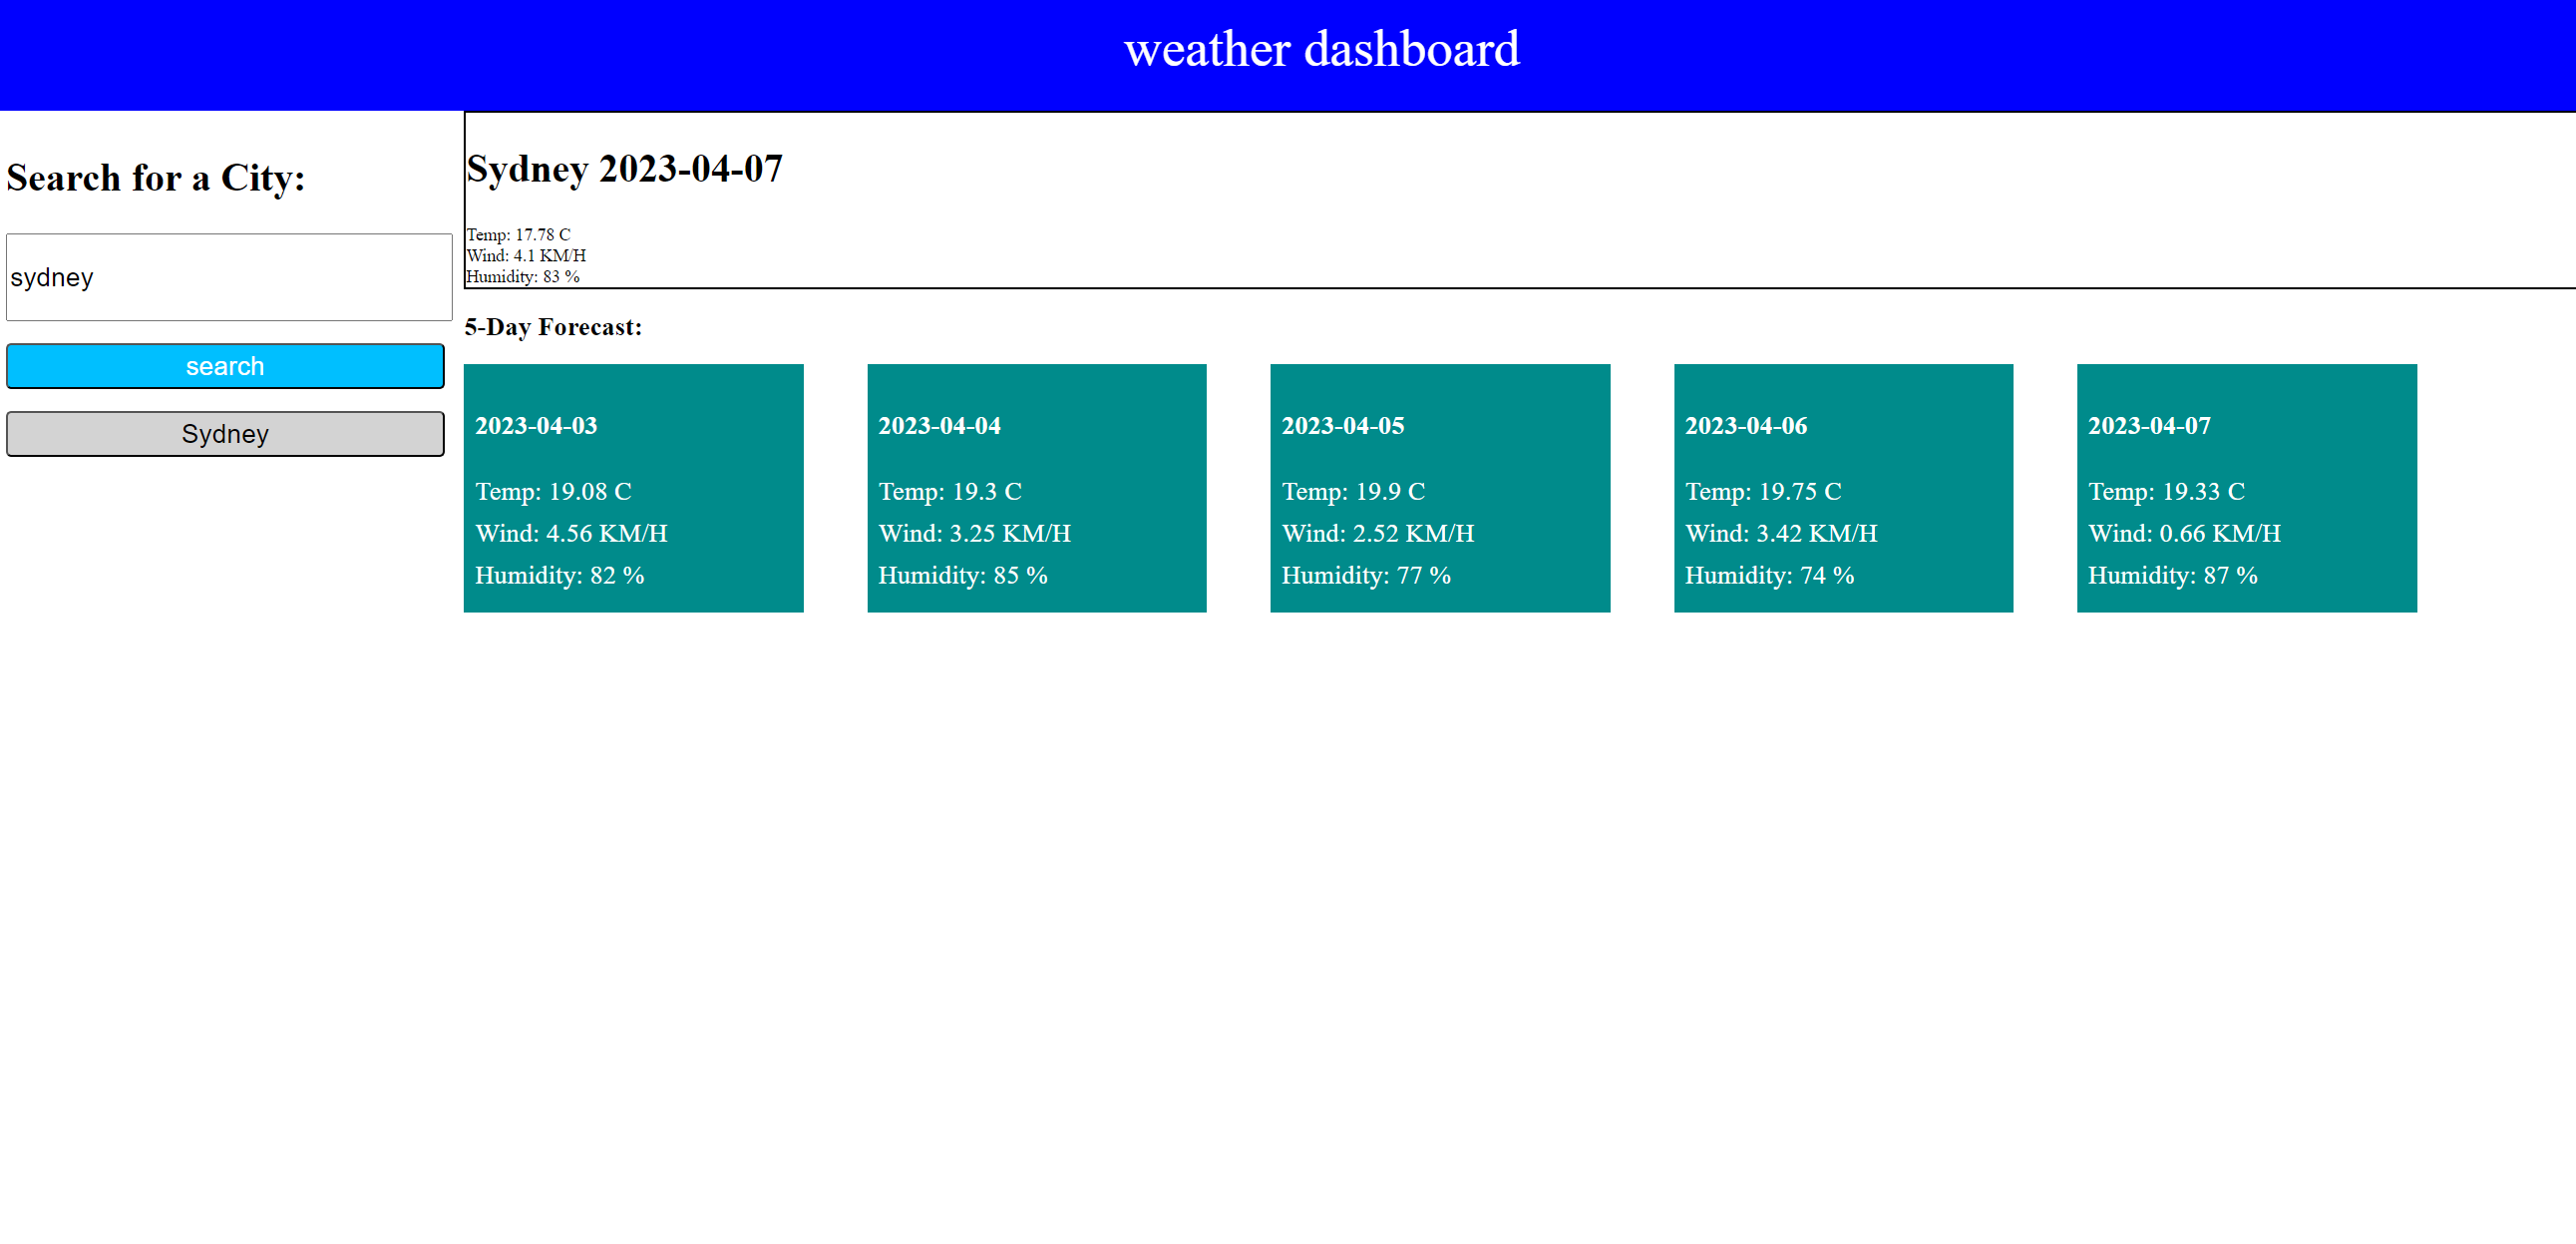 weather dashboard
Search for a City:
sydney
search
Sydney
Sydney 2023-04-07
Temp: 17.78 C
Wind: 4.1 KM/H
Humidity: 83 %
5-Day Forecast:
2023-04-03
Temp: 19.08 C
Wind: 4.56 KM/H
Humidity: 82 %
2023-04-04
Temp: 19.3 C
Wind: 3.25 KM/H
Humidity: 85 %
2023-04-05
Temp: 19.9 C
Wind: 2.52 KM/H
Humidity: 77 %
2023-04-06
Temp: 19.75 C
Wind: 3.42 KM/H
Humidity: 74 %
2023-04-07
Temp: 19.33 C
Wind: 0.66 KM/H
Humidity: 87 %